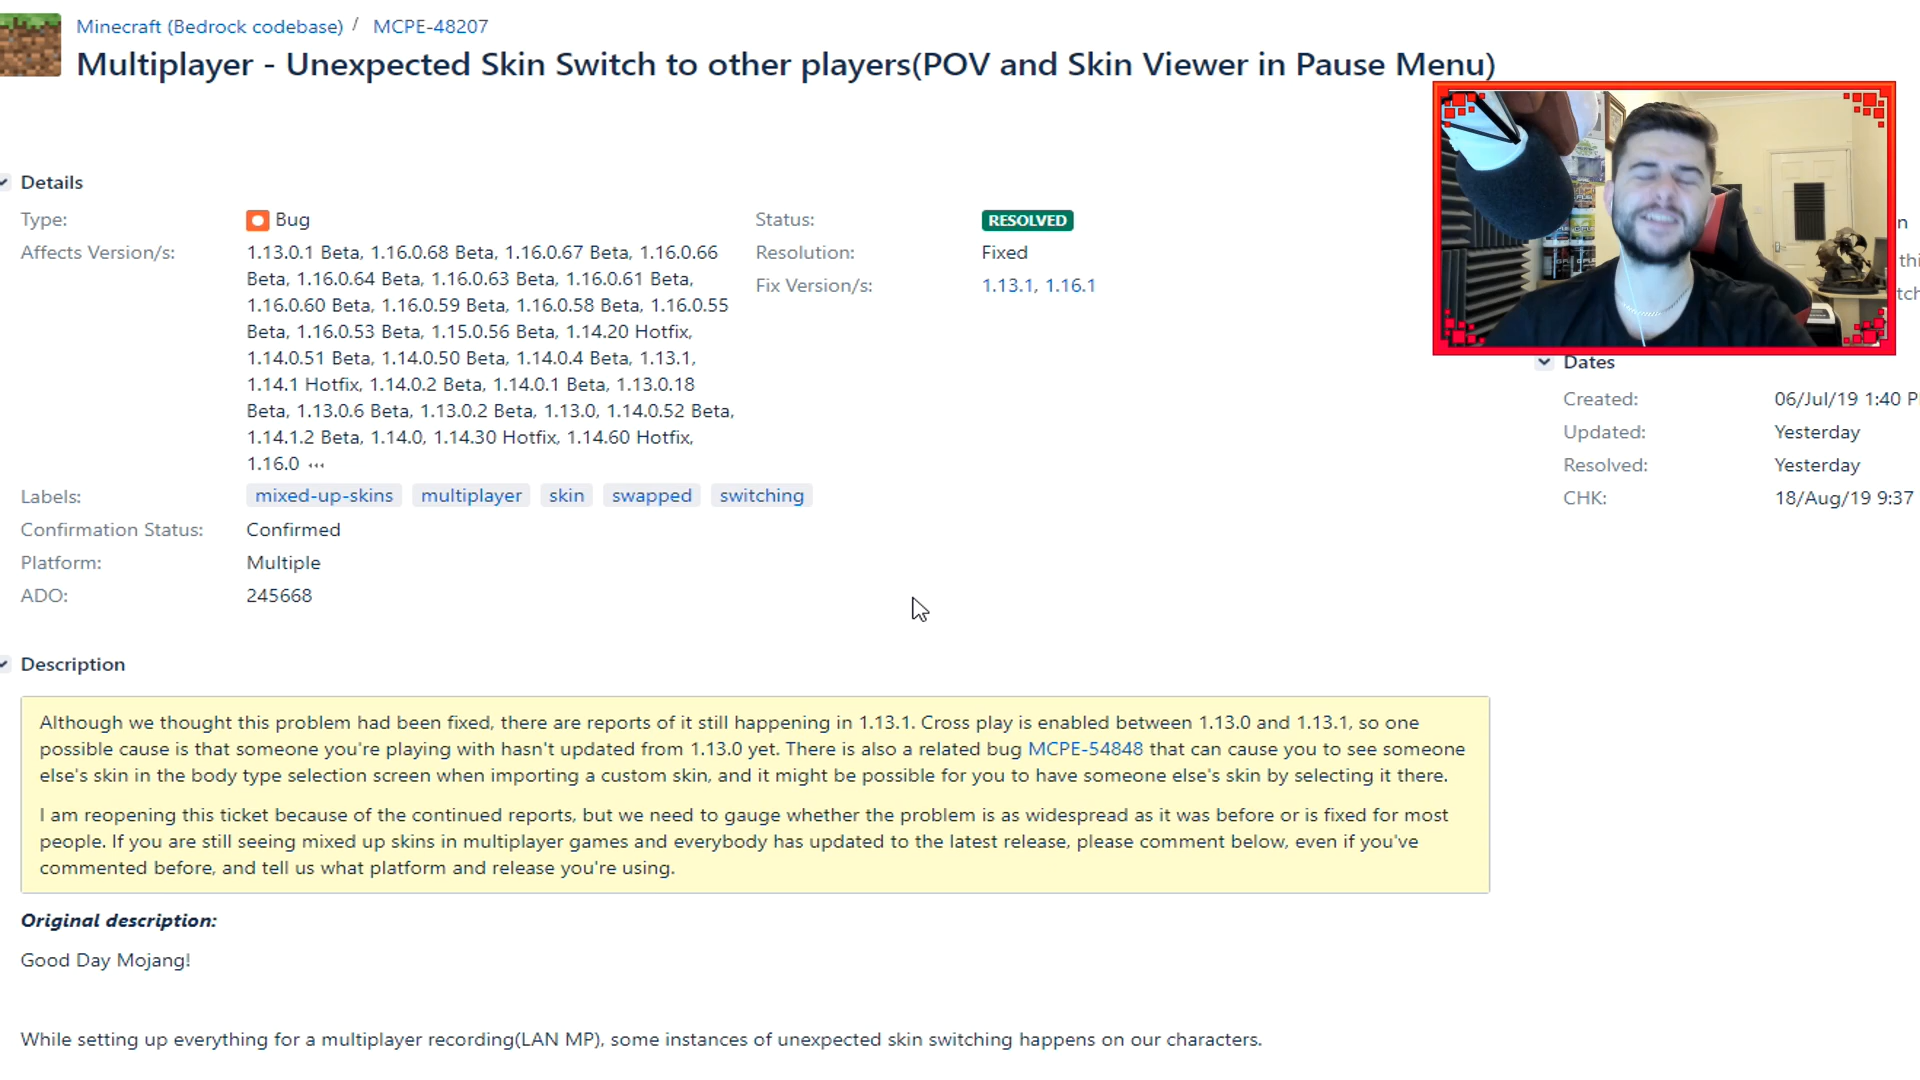 Minecraft (Bedrock codebase) / MCPE-48207
Multiplayer - Unexpected Skin Switch to other players(POV and Skin Viewer in Pause Menu)
Details
Type: Bug
Status: RESOLVED
Affects Version/s: 1.13.0.1 Beta, 1.16.0.68 Beta, 1.16.0.67 Beta, 1.16.0.66
Beta, 1.16.0.64 Beta, 1.16.0.63 Beta, 1.16.0.61 Beta,
1.16.0.60 Beta, 1.16.0.59 Beta, 1.16.0.58 Beta, 1.16.0.55
Beta, 1.16.0.53 Beta, 1.15.0.56 Beta, 1.14.20 Hotfix,
1.14.0.51 Beta, 1.14.0.50 Beta, 1.14.0.4 Beta, 1.13.1,
1.14.1 Hotfix, 1.14.0.2 Beta, 1.14.0.1 Beta, 1.13.0.18
Beta, 1.13.0.6 Beta, 1.13.0.2 Beta, 1.13.0, 1.14.0.52 Beta,
1.14.1.2 Beta, 1.14.0, 1.14.30 Hotfix, 1.14.60 Hotfix,
1.16.0 ...
Resolution: Fixed
Fix Version/s: 1.13.1, 1.16.1
Labels: mixed-up-skins multiplayer skin swapped switching
Confirmation Status: Confirmed
Platform: Multiple
ADO: 245668
Dates
Created: 06/Jul/19 1:40 P
Updated: Yesterday
Resolved: Yesterday
CHK: 18/Aug/19 9:37
Description
Although we thought this problem had been fixed, there are reports of it still happening in 1.13.1. Cross play is enabled between 1.13.0 and 1.13.1, so one
possible cause is that someone you're playing with hasn't updated from 1.13.0 yet. There is also a related bug MCPE-54848 that can cause you to see someone
else's skin in the body type selection screen when importing a custom skin, and it might be possible for you to have someone else's skin by selecting it there.
I am reopening this ticket because of the continued reports, but we need to gauge whether the problem is as widespread as it was before or is fixed for most
people. If you are still seeing mixed up skins in multiplayer games and everybody has updated to the latest release, please comment below, even if you've
commented before, and tell us what platform and release you're using.
Original description:
Good Day Mojang!
While setting up everything for a multiplayer recording(LAN MP), some instances of unexpected skin switching happens on our characters.